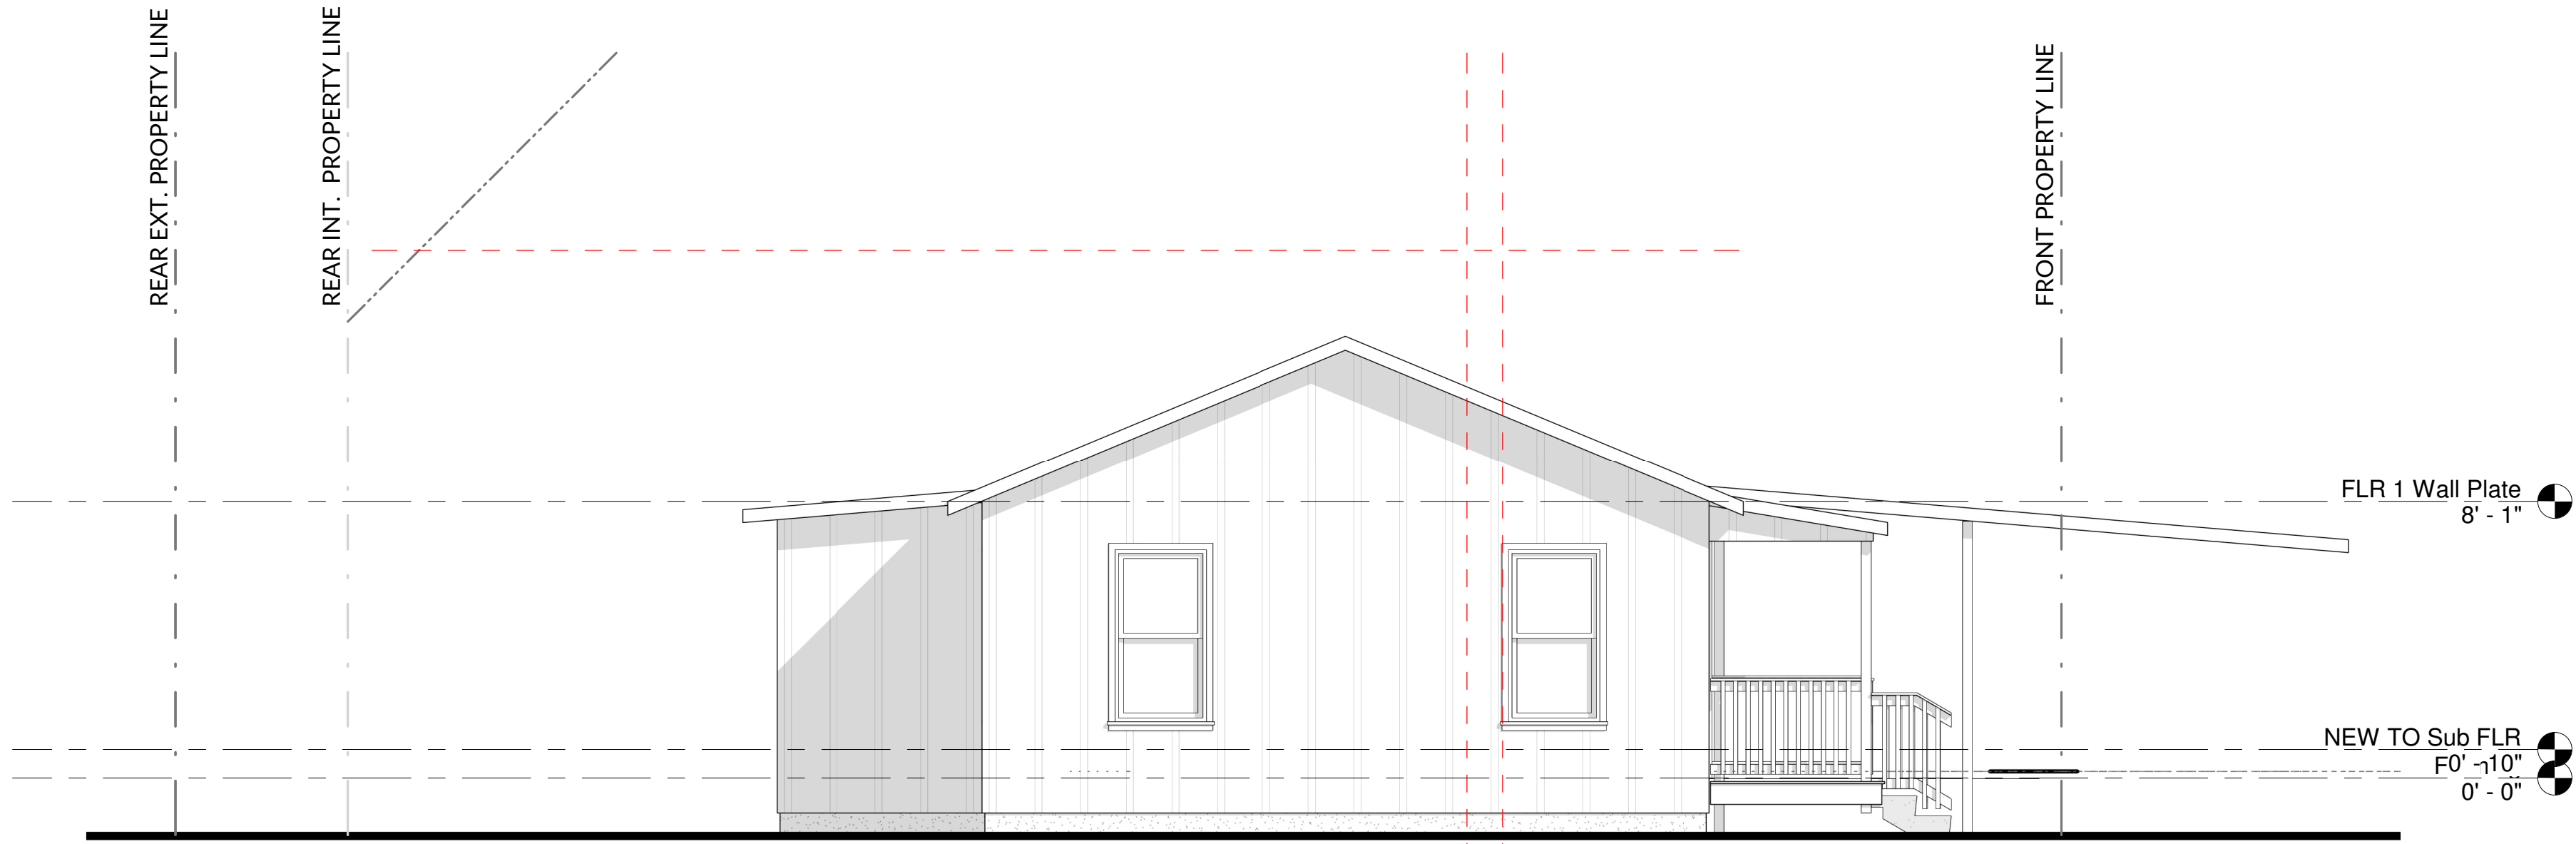 REAR EXT. PROPERTY LINE
REAR INT. PROPERTY LINE
FRONT PROPERTY LINE
FLR 1 Wall Plate
8' - 1"
NEW TO Sub FLR
0' - 10"
0' - 0"